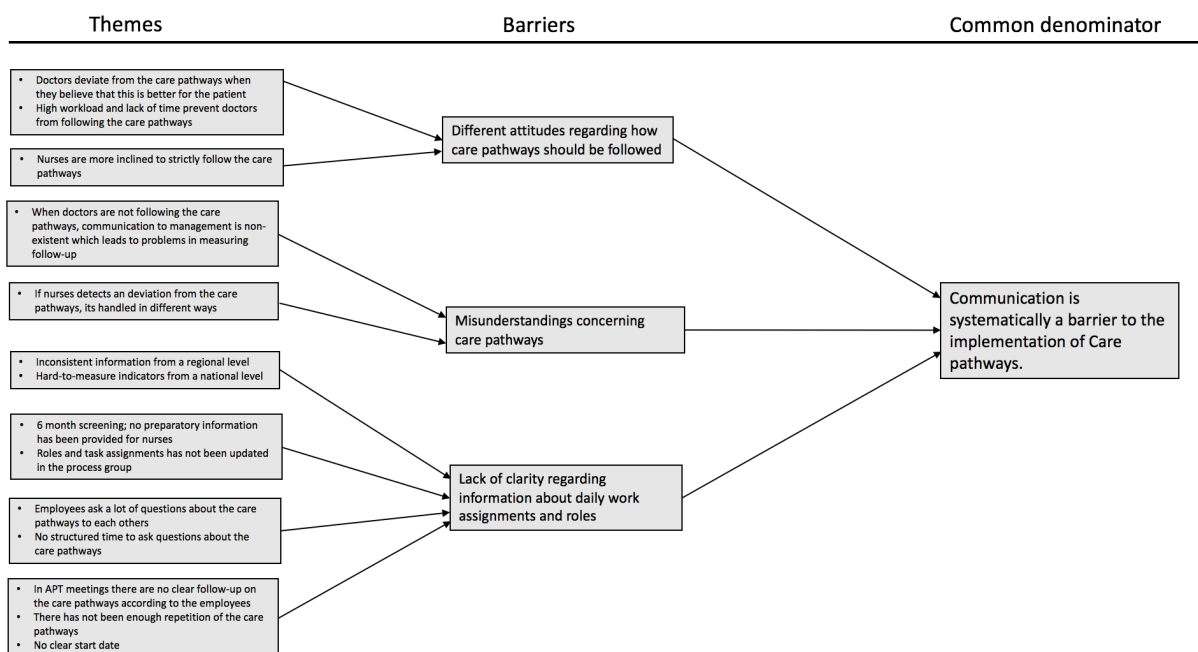 Themes
Barriers
Common denominator
• Doctors deviate from the care pathways when
they believe that this is better for the patient
• High workload and lack of time prevent doctors
from following the care pathways
• Nurses are more inclined to strictly follow the care
pathways
• When doctors are not following the care
pathways, communication to management is non-
existent which leads to problems in measuring
follow-up
• If nurses detects an deviation from the care
pathways, its handled in different ways
• Inconsistent information from a regional level
• Hard-to-measure indicators from a national level
• 6 month screening; no preparatory information
has been provided for nurses
• Roles and task assignments has not been updated
in the process group
• Employees ask a lot of questions about the care
pathways to each others
• No structured time to ask questions about the
care pathways
• In APT meetings there are no clear follow-up on
the care pathways according to the employees
• There has not been enough repetition of the care
pathways
• No clear start date
Different attitudes regarding how
care pathways should be followed
Misunderstandings concerning
care pathways
Lack of clarity regarding
information about daily work
assignments and roles
Communication is
systematically a barrier to the
implementation of Care
pathways.